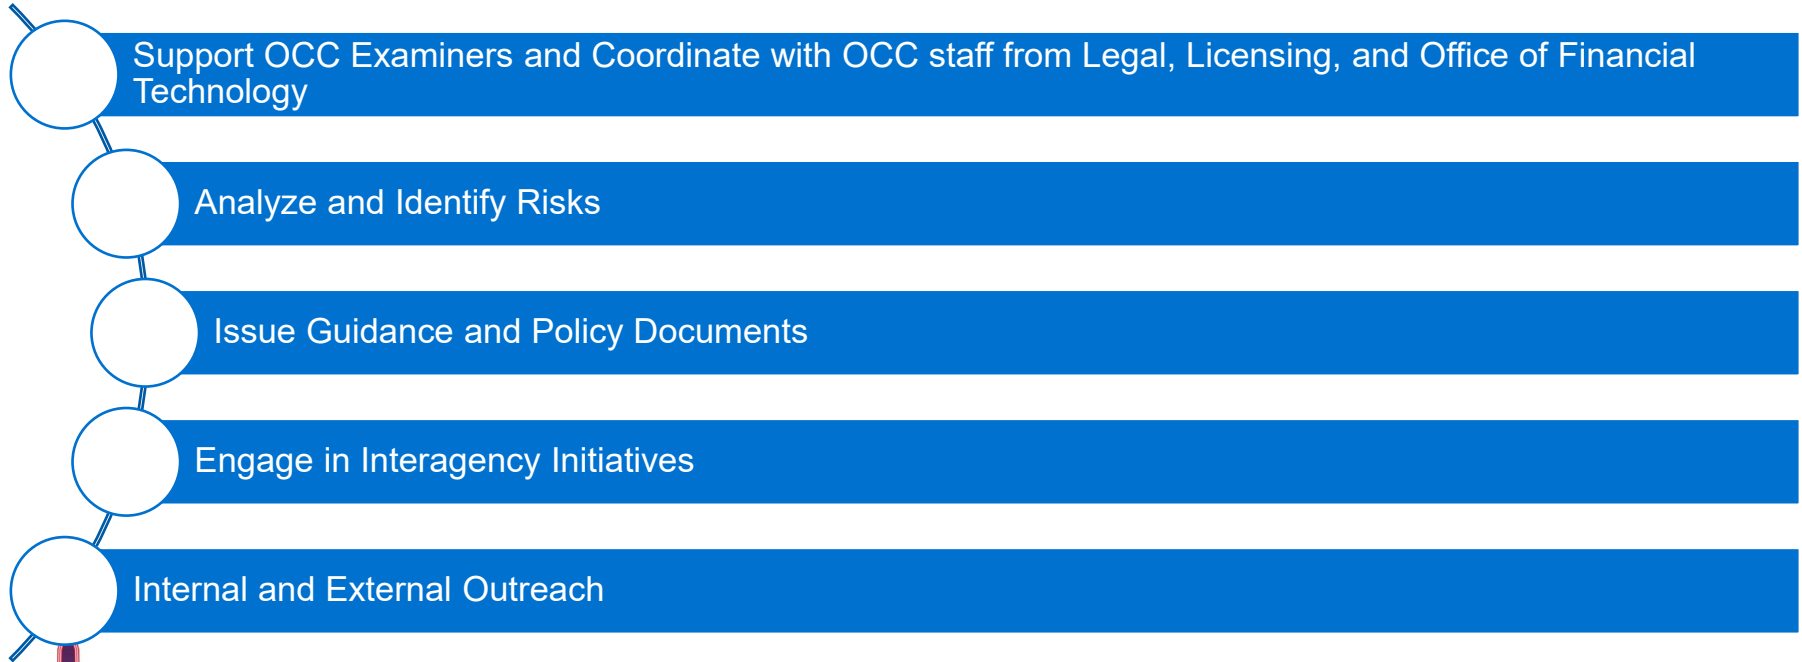 Support OCC Examiners and Coordinate with OCC staff from Legal, Licensing, and Office of Financial
Technology
Analyze and Identify Risks
Issue Guidance and Policy Documents
Engage in Interagency Initiatives
Internal and External Outreach